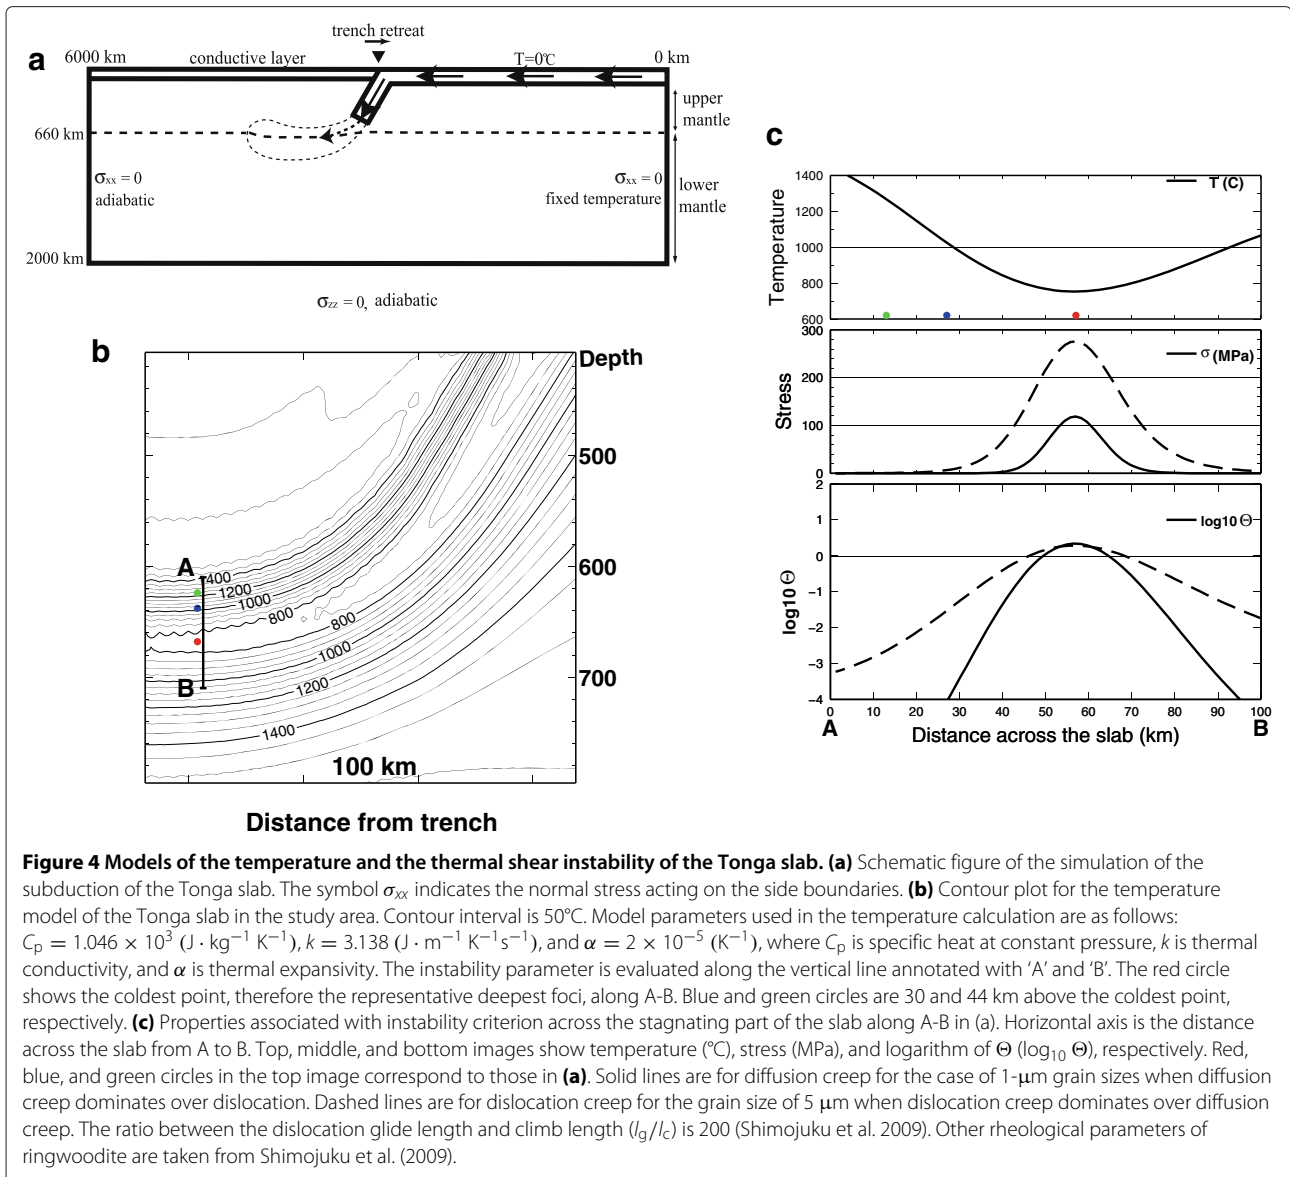 a
trench retreat
6000 km
conductive layer
T=0℃
0 km
upper
mantle
660 km
σxx = 0
adiabatic
σxx = 0
fixed temperature
lower
mantle
2000 km
σzz = 0, adiabatic
b
Depth
500
600
700
A
400
1200
1000
800
800
1000
1200
1400
B
100 km
Distance from trench
c
Temperature
1400
1200
1000
800
600
T (C)
Stress
300
200
100
0
σ (MPa)
log10 Θ
2
1
0
−1
−2
−3
−4
log10 Θ
0 10 20 30 40 50 60 70 80 90 100
A Distance across the slab (km) B
Figure 4 Models of the temperature and the thermal shear instability of the Tonga slab. (a) Schematic figure of the simulation of the
subduction of the Tonga slab. The symbol σxx indicates the normal stress acting on the side boundaries. (b) Contour plot for the temperature
model of the Tonga slab in the study area. Contour interval is 50°C. Model parameters used in the temperature calculation are as follows:
Cp = 1.046 × 10³ (J · kg⁻¹ K⁻¹), k = 3.138 (J · m⁻¹ K⁻¹s⁻¹), and α = 2 × 10⁻⁵ (K⁻¹), where Cp is specific heat at constant pressure, k is thermal
conductivity, and α is thermal expansivity. The instability parameter is evaluated along the vertical line annotated with ‘A’ and ‘B’. The red circle
shows the coldest point, therefore the representative deepest foci, along A-B. Blue and green circles are 30 and 44 km above the coldest point,
respectively. (c) Properties associated with instability criterion across the stagnating part of the slab along A-B in (a). Horizontal axis is the distance
across the slab from A to B. Top, middle, and bottom images show temperature (°C), stress (MPa), and logarithm of Θ (log₁₀ Θ), respectively. Red,
blue, and green circles in the top image correspond to those in (a). Solid lines are for diffusion creep for the case of 1-μm grain sizes when diffusion
creep dominates over dislocation. Dashed lines are for dislocation creep for the grain size of 5 μm when dislocation creep dominates over diffusion
creep. The ratio between the dislocation glide length and climb length (lg/lc) is 200 (Shimojuku et al. 2009). Other rheological parameters of
ringwoodite are taken from Shimojuku et al. (2009).